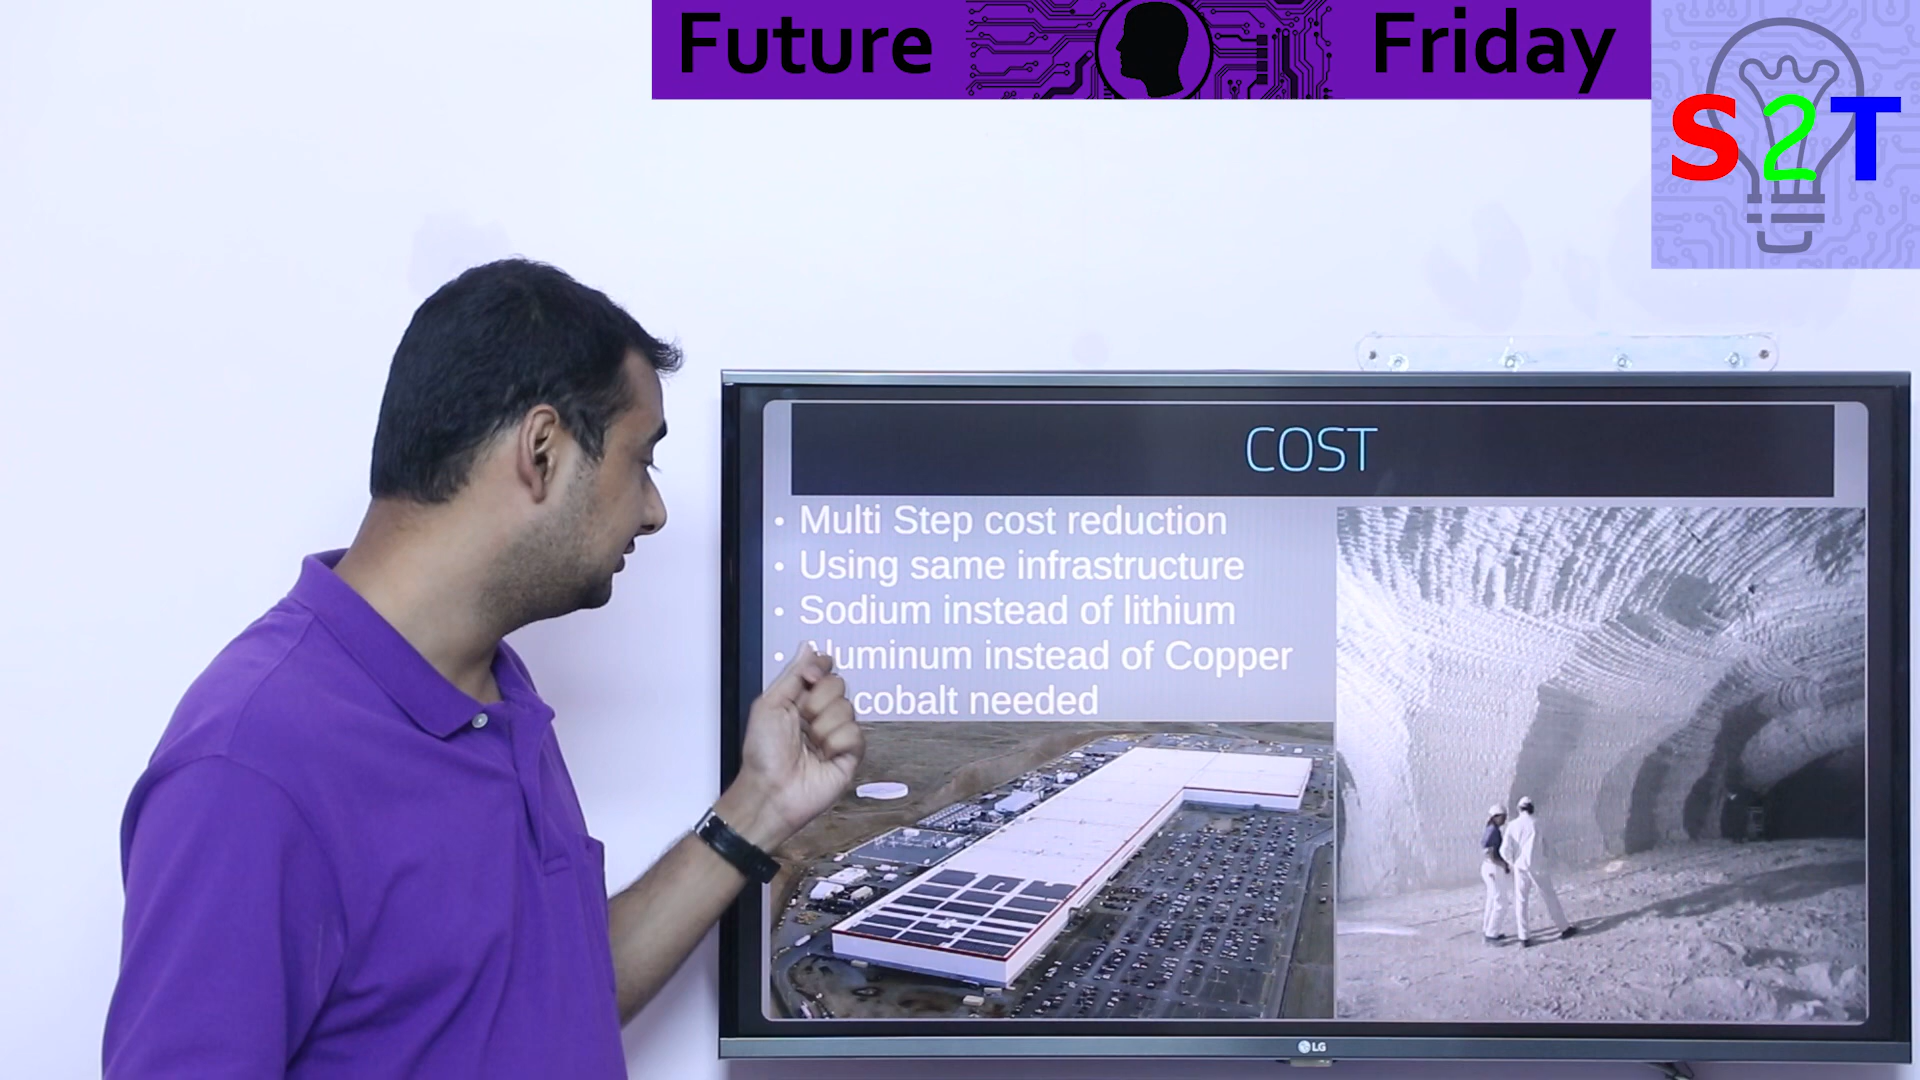 Future Friday
S2T
COST
• Multi Step cost reduction
• Using same infrastructure
• Sodium instead of lithium
• Aluminum instead of Copper
cobalt needed
LG